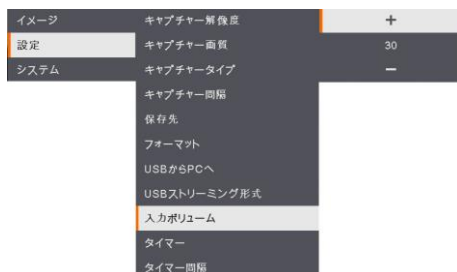 イメージ
設定
システム
キャプチャー解像度
キャプチャー画質
キャプチャータイプ
キャプチャー間隔
保存先
フォーマット
USBからPCへ
USBストリーミング形式
入力ボリューム
タイマー
タイマー間隔
+
30
−